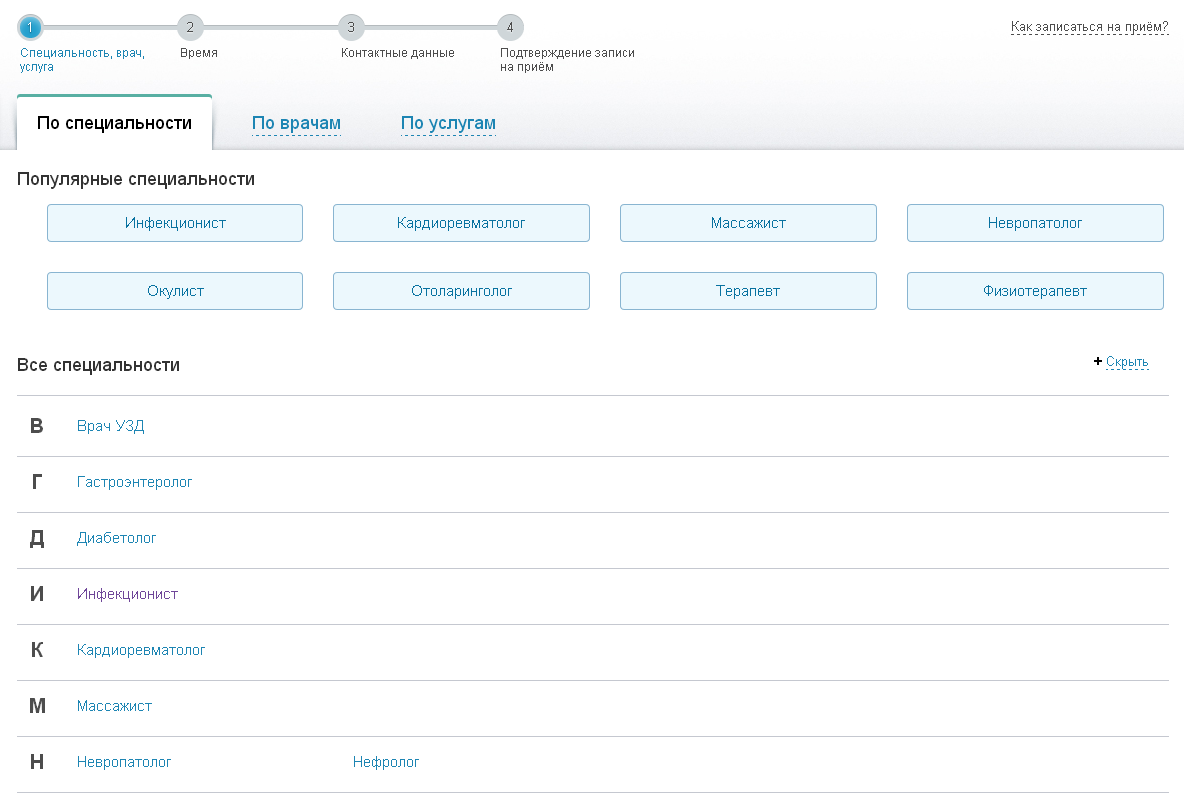 1 2 3 4
Как записаться на приём?
Специальность, врач,
услуга
Время
Контактные данные
Подтверждение записи
на приём
По специальности
По врачам
По услугам
Популярные специальности
Инфекционист
Кардиоревматолог
Массажист
Невропатолог
Окулист
Отоларинголог
Терапевт
Физиотерапевт
Все специальности
+ Скрыть
В Врач УЗД
Г Гастроэнтеролог
Д Диабетолог
И Инфекционист
К Кардиоревматолог
М Массажист
Н Невропатолог Нефролог